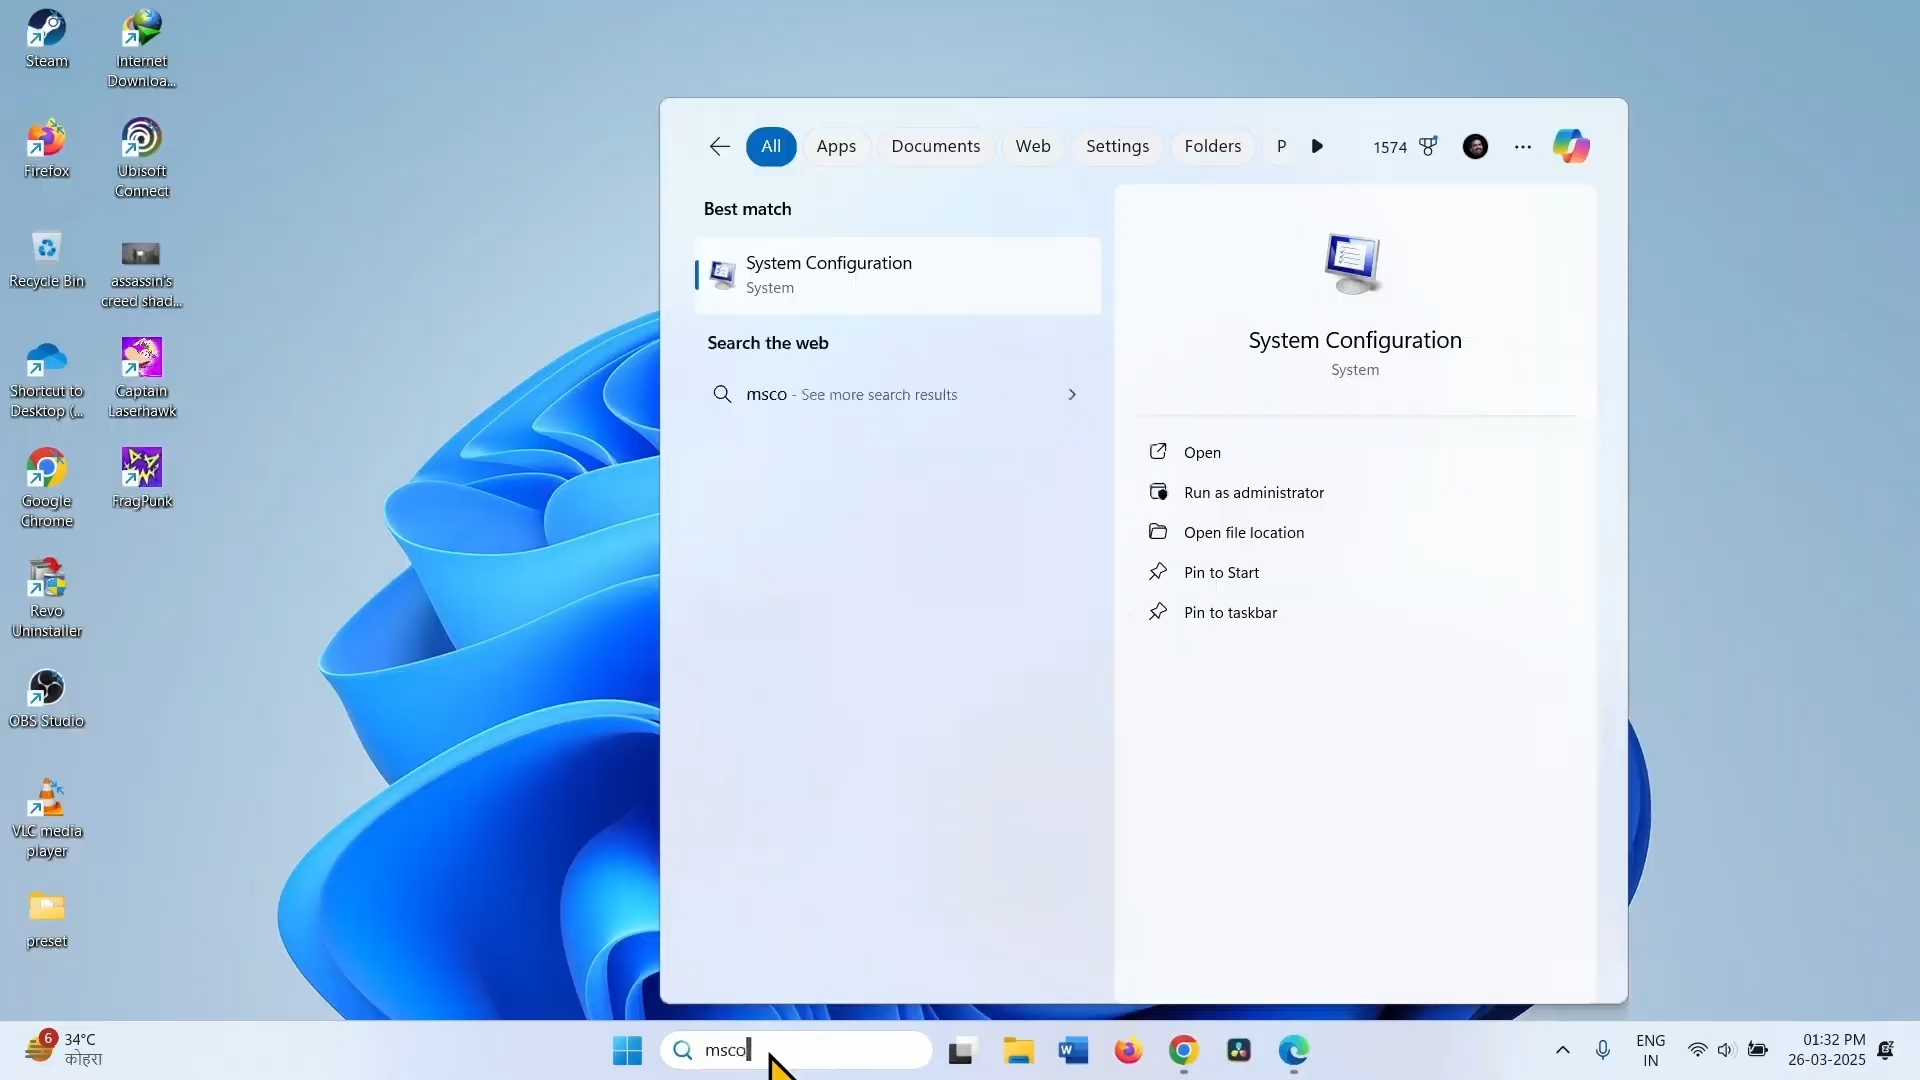 Steam
Internet
Downloa...
Firefox
Ubisoft
Connect
Recycle Bin
assassin's
creed shad...
Shortcut to
Desktop (...
Captain
Laserhawk
Google
Chrome
FragPunk
Revo
Uninstaller
OBS Studio
VLC media
player
preset
All
Apps
Documents
Web
Settings
Folders
P
1574
Best match
System Configuration
System
Search the web
msco - See more search results
System Configuration
System
Open
Run as administrator
Open file location
Pin to Start
Pin to taskbar
6
34°C
कोहरा
msco
W
ENG
IN
01:32 PM
26-03-2025